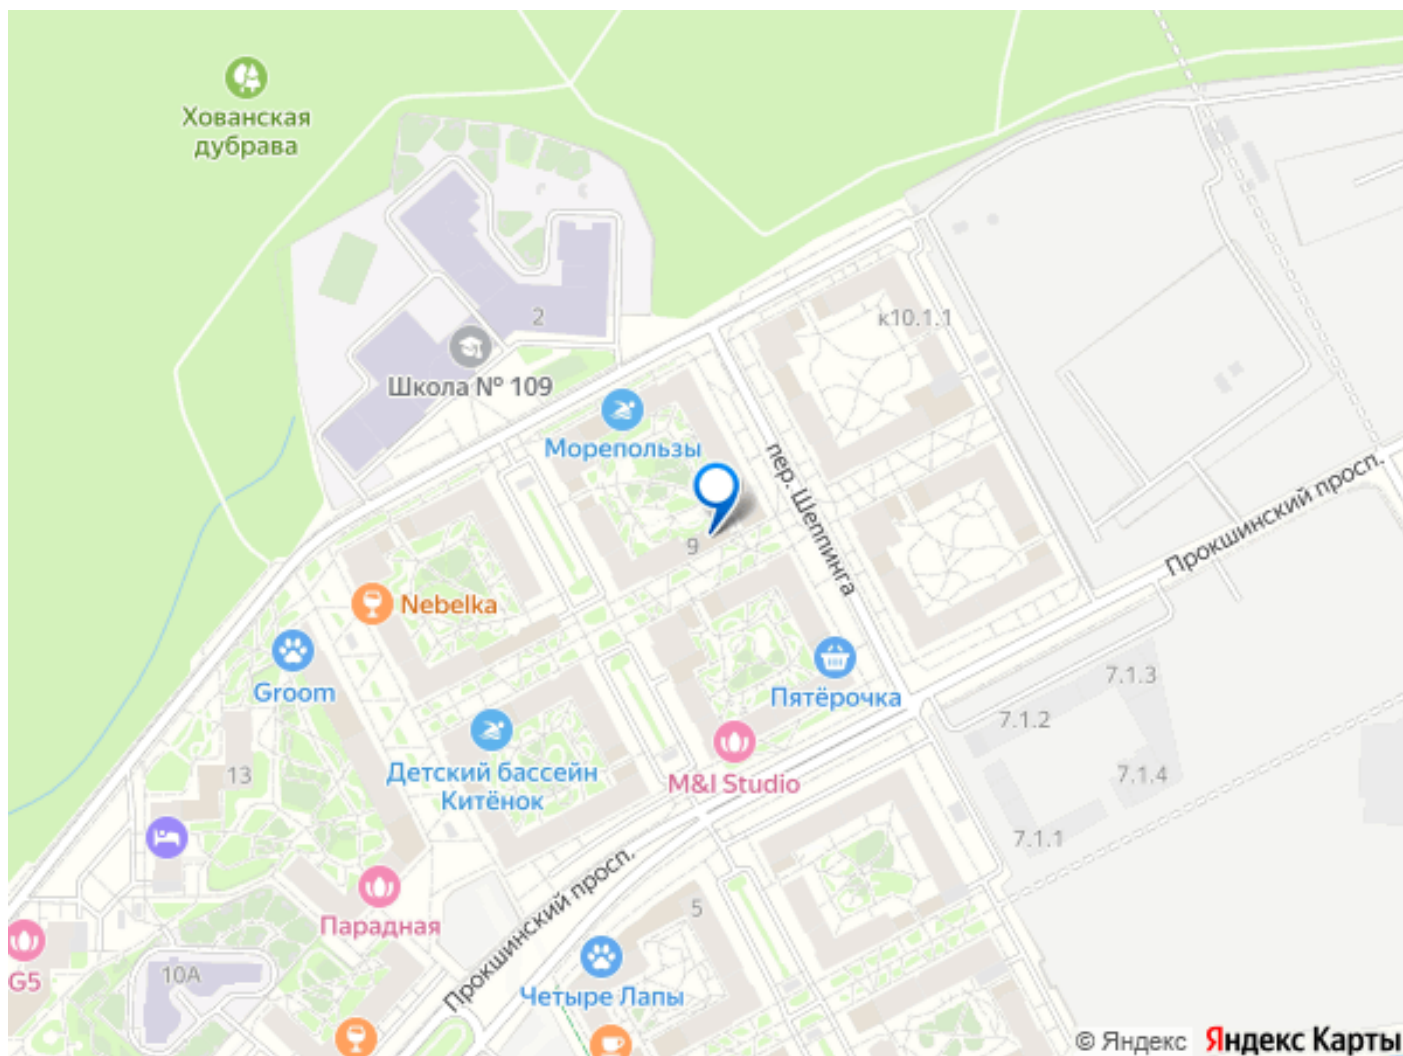 Хованская
дубрава
2
Школа № 109
к10.1.1
Морепользы
пер. Шеппинга
Прокшинский просп.
9
Nebelka
Groom
Пятёрочка
7.1.3
7.1.2
7.1.4
7.1.1
13
Детский бассейн
Китёнок
M&I Studio
Прокшинский просп.
Парадная
5
G5
10А
Четыре Лапы
© Яндекс Яндекс Карты